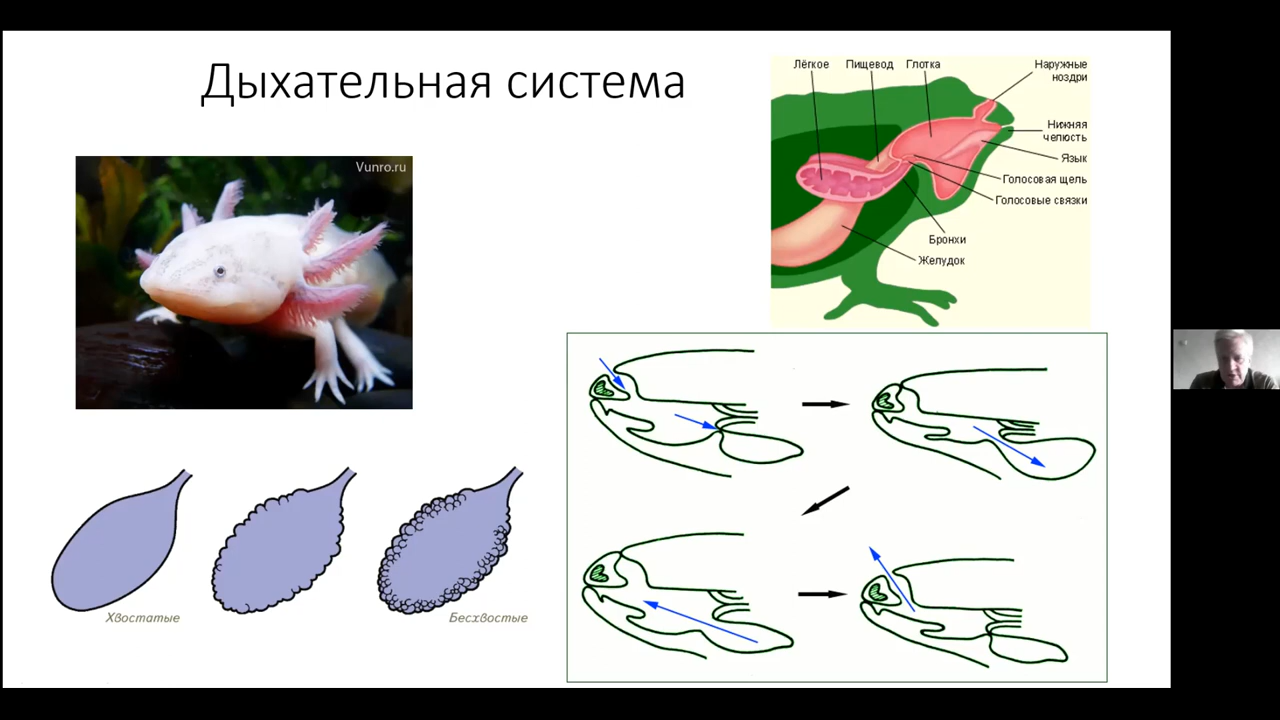 Дыхательная система
Vunro.ru
Лёгкое Пищевод Глотка
Наружные
ноздри
Нижняя
челюсть
Язык
Голосовая щель
Голосовые связки
Бронхи
Желудок
Хвостатые
Бесхвостые